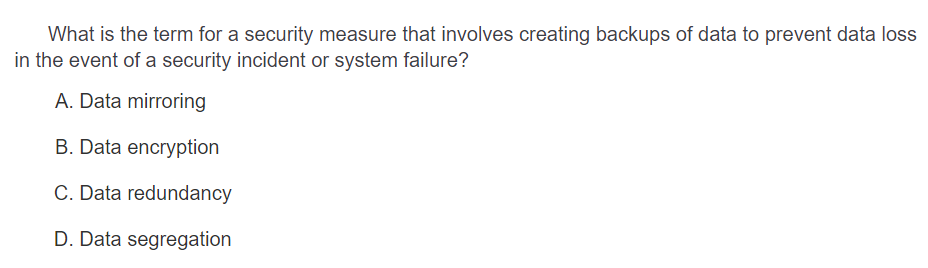 What is the term for a security measure that involves creating backups of data to prevent data loss
in the event of a security incident or system failure?
A. Data mirroring
B. Data encryption
C. Data redundancy
D. Data segregation